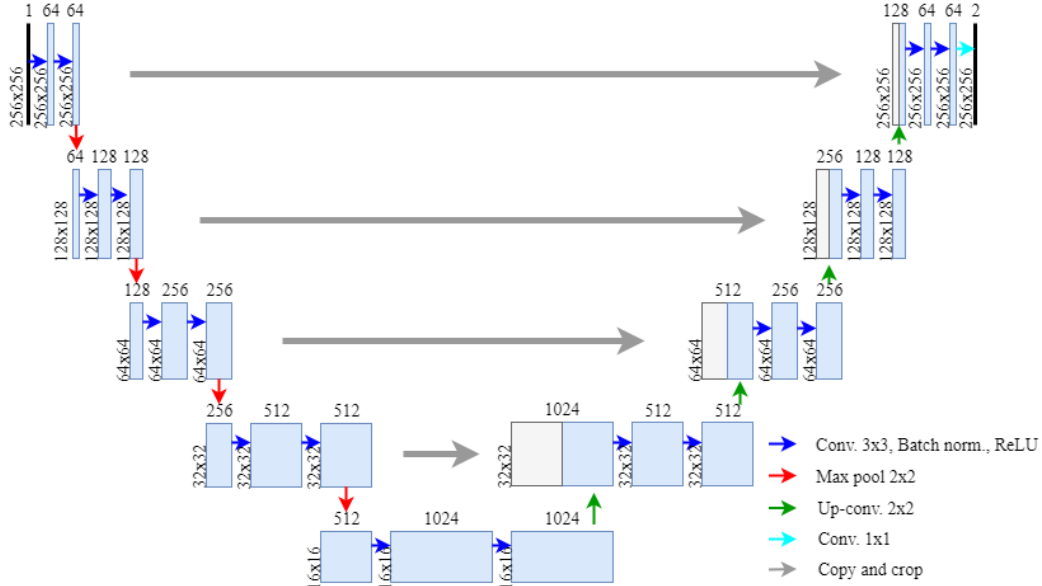 1 64 64
256x256 256x256 256x256
128 64 64 2
256x256 256x256 256x256 256x256
64 128 128
128x128 128x128 128x128
256 128 128
128x128 128x128 128x128
128 256 256
64x64 64x64 64x64
512 256 256
64x64 64x64 64x64
256 512 512
32x32 32x32 32x32
1024 512 512
32x32 32x32 32x32
512 1024 1024
16x16 16x16 16x16
Conv. 3x3, Batch norm., ReLU
Max pool 2x2
Up-conv. 2x2
Conv. 1x1
Copy and crop